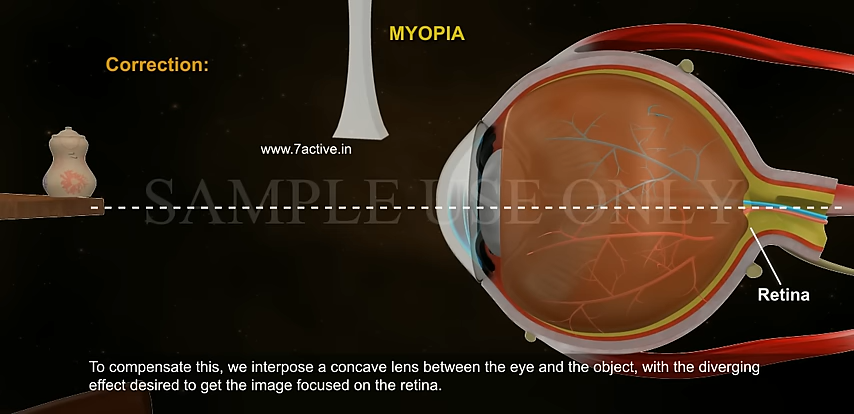 MYOPIA
Correction:
www.7active.in
SAMPLE USE ONLY
Retina
To compensate this, we interpose a concave lens between the eye and the object, with the diverging
effect desired to get the image focused on the retina.